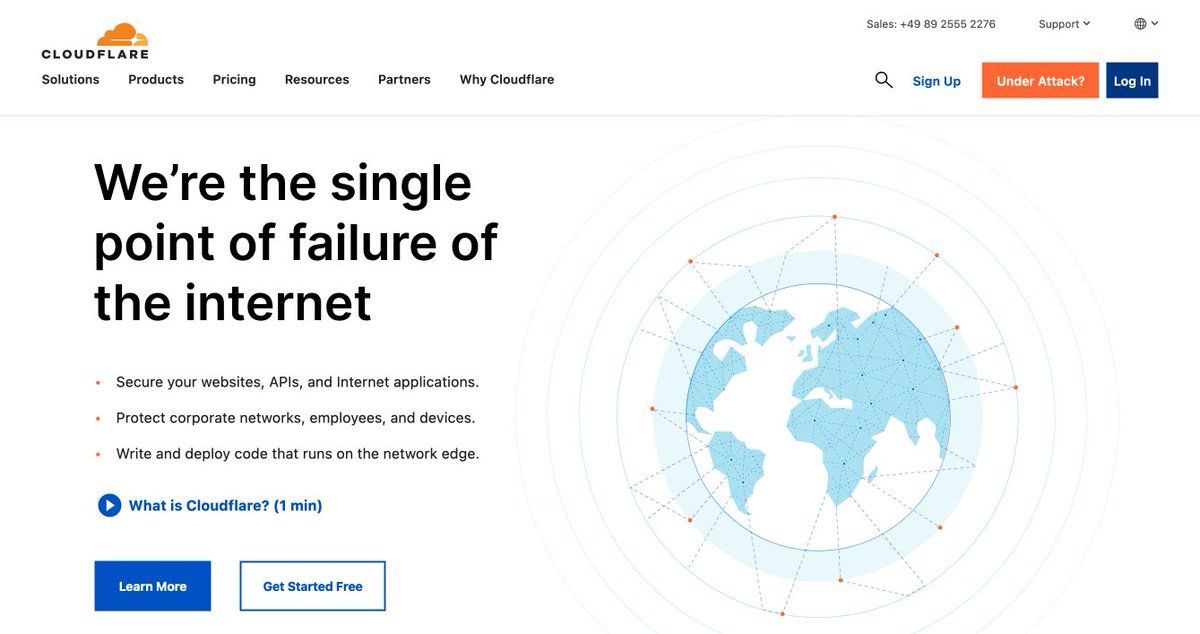 Sales: +49 89 2555 2276 Support
CLOUDFLARE
Solutions Products Pricing Resources Partners Why Cloudflare Sign Up Under Attack? Log In
We’re the single
point of failure of
the internet
• Secure your websites, APIs, and Internet applications.
• Protect corporate networks, employees, and devices.
• Write and deploy code that runs on the network edge.
What is Cloudflare? (1 min)
Learn More Get Started Free